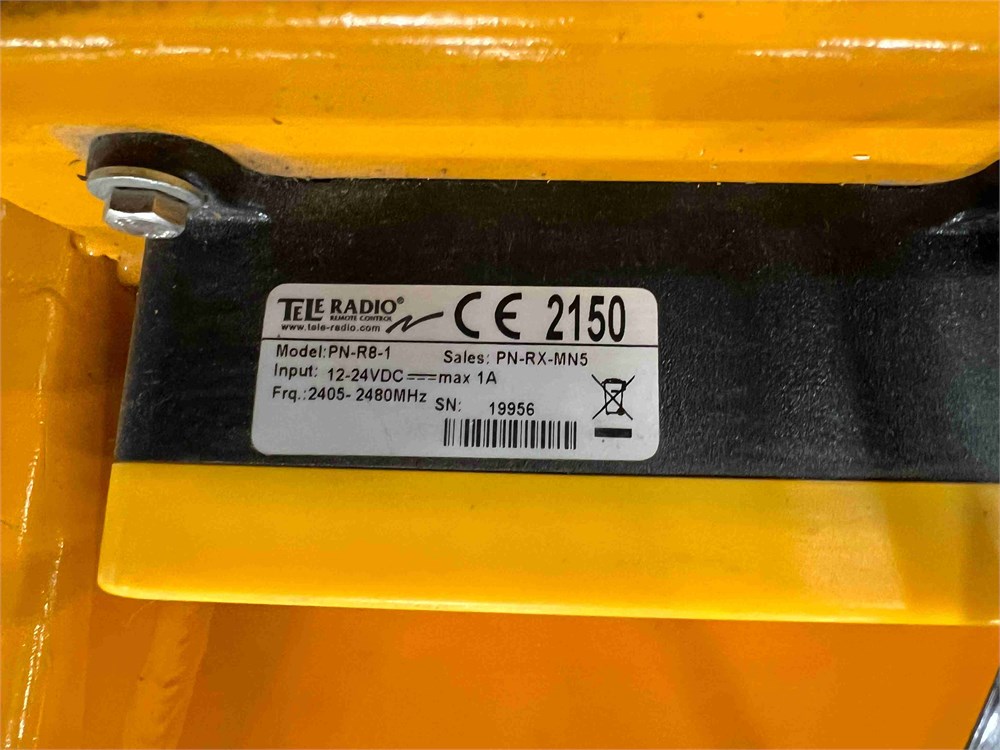 TELE RADIO®
REMOTE CONTROL
www.tele-radio.com
CE 2150
Model:PN-R8-1 Sales: PN-RX-MN5
Input: 12-24VDC⎓max 1A
Frq.:2405- 2480MHz SN: 19956